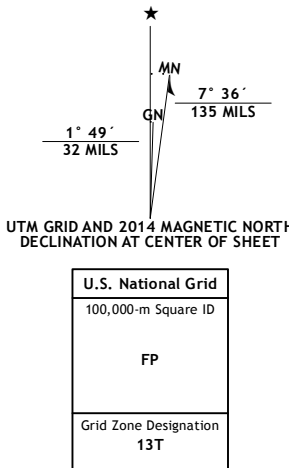 ★
MN
7° 36´
135 MILS
GN
1° 49´
32 MILS
UTM GRID AND 2014 MAGNETIC NORTH
DECLINATION AT CENTER OF SHEET
U.S. National Grid
100,000-m Square ID
FP
Grid Zone Designation
13T